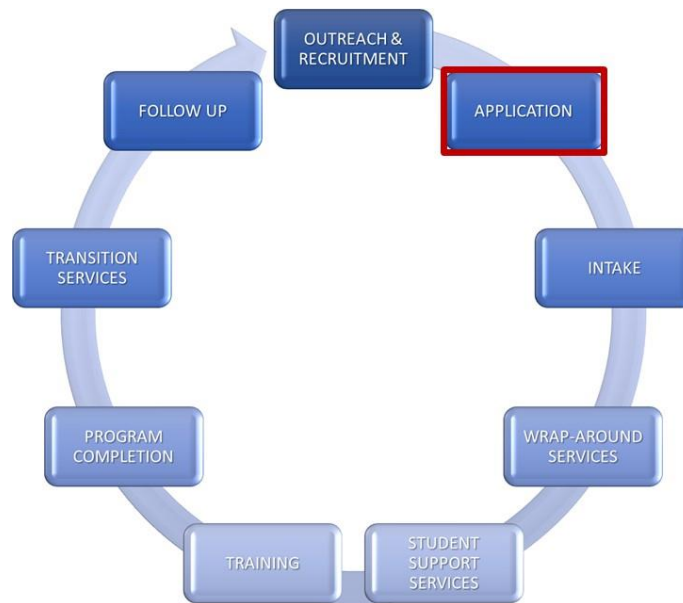 OUTREACH &
RECRUITMENT
APPLICATION
INTAKE
WRAP-AROUND
SERVICES
STUDENT
SUPPORT
SERVICES
TRAINING
PROGRAM
COMPLETION
TRANSITION
SERVICES
FOLLOW UP